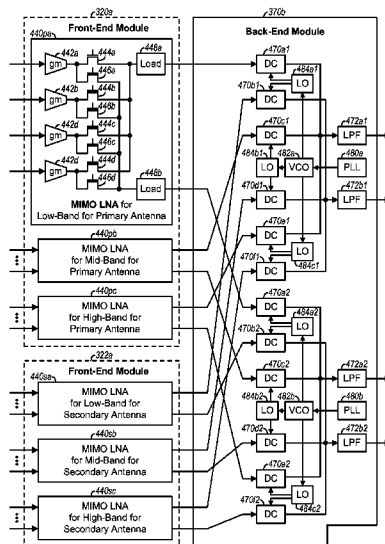 320a
370b
Front-End Module
Back-End Module
440pa
442a
444a
448a
gm
446a
Load
442b
444b
gm
446b
442d
444c
gm
446c
442d
444d
448b
gm
446d
Load
MIMO LNA for
Low-Band for Primary Antenna
440pb
MIMO LNA
for Mid-Band for
Primary Antenna
440pc
MIMO LNA
for High-Band for
Primary Antenna
322a
Front-End Module
440sa
MIMO LNA
for Low-Band for
Secondary Antenna
440sb
MIMO LNA
for Mid-Band for
Secondary Antenna
440sc
MIMO LNA
for High-Band for
Secondary Antenna
470a1
DC
484a1
470b1
LO
DC
470c1
472a1
DC
LPF
484b1
482a
480a
LO
VCO
PLL
470d1
472b1
DC
LPF
470e1
DC
LO
470f1
DC
484c1
470a2
DC
484a2
470b2
LO
DC
470c2
472a2
DC
LPF
484b2
482b
480b
LO
VCO
PLL
470d2
472b2
DC
LPF
470e2
DC
LO
470f2
DC
484c2